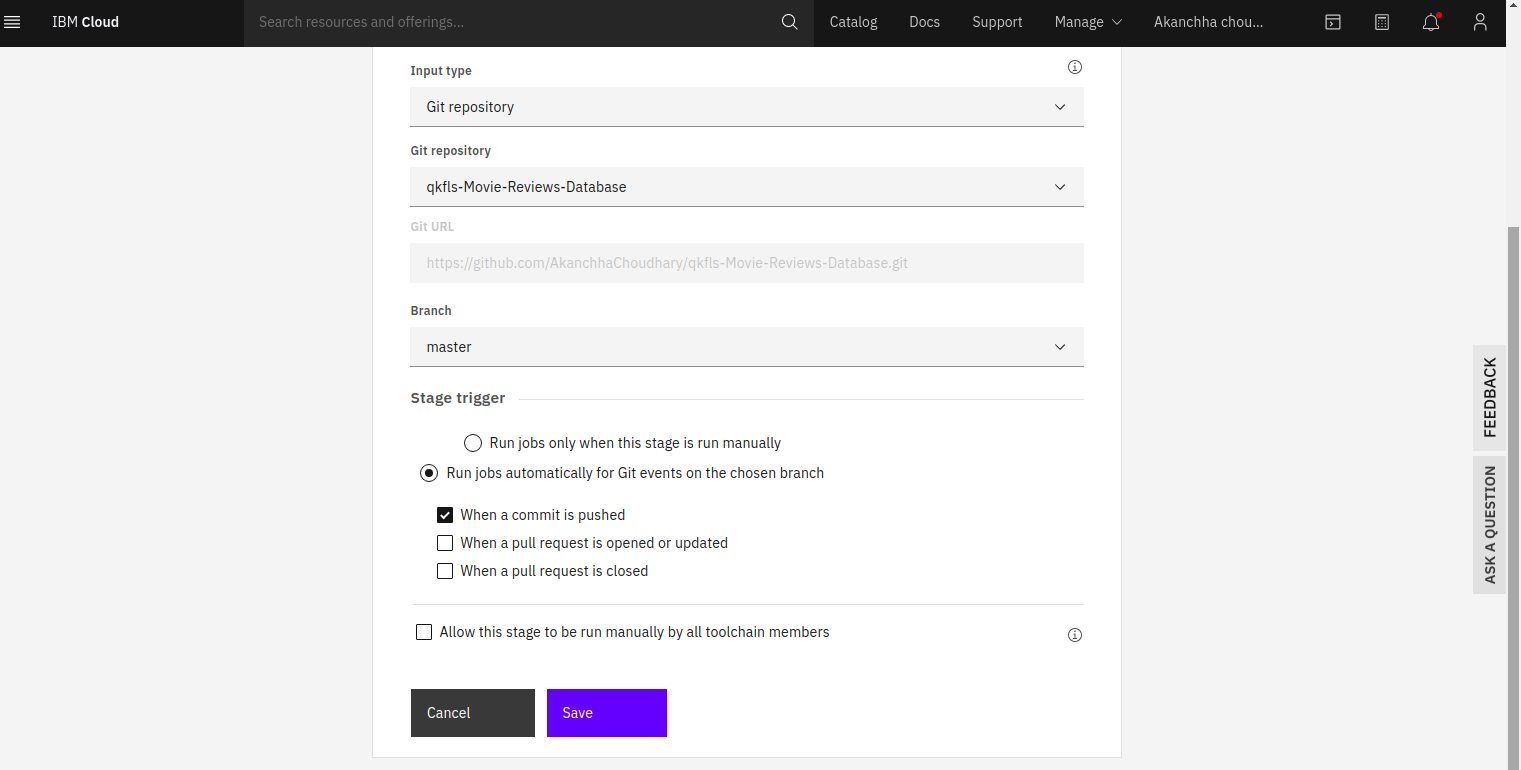 IBM Cloud
Search resources and offerings...
Catalog
Docs
Support
Manage
Akanchha chou...
Input type
Git repository
Git repository
qkfls-Movie-Reviews-Database
Git URL
https://github.com/AkanchhaChoudhary/qkfls-Movie-Reviews-Database.git
Branch
master
Stage trigger
Run jobs only when this stage is run manually
Run jobs automatically for Git events on the chosen branch
When a commit is pushed
When a pull request is opened or updated
When a pull request is closed
Allow this stage to be run manually by all toolchain members
Cancel
Save
FEEDBACK
ASK A QUESTION